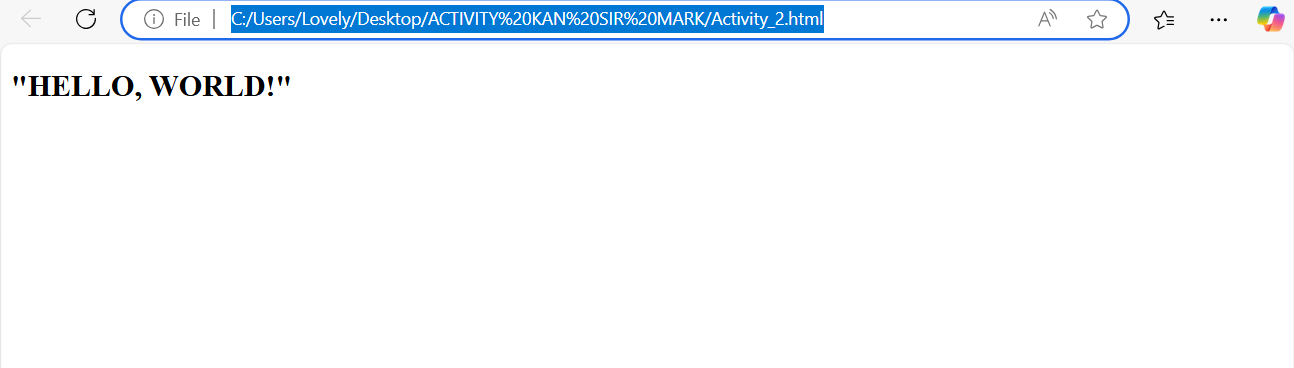 File | C:/Users/Lovely/Desktop/ACTIVITY%20KAN%20SIR%20MARK/Activity_2.html
"HELLO, WORLD!"